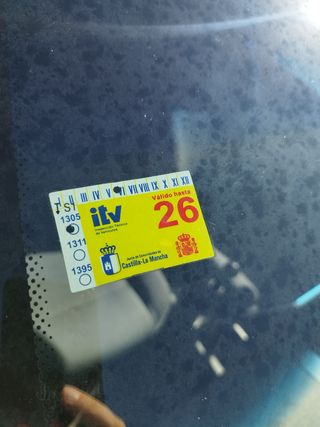 I II III IV V VI VII VIII IX X XI XII
TSI
1305
1311
1395
itv
Inspección Técnica
de Vehículos
Válido hasta
26
Junta de Comunidades de
Castilla-La Mancha